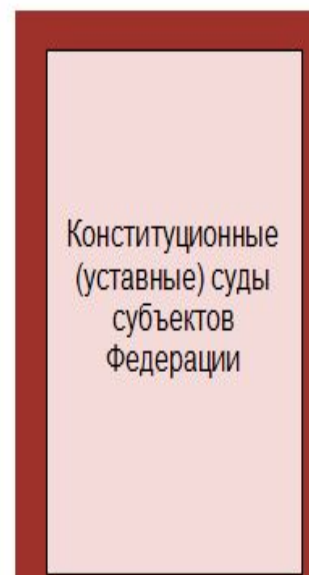 Конституционные
(уставные) суды
субъектов
Федерации